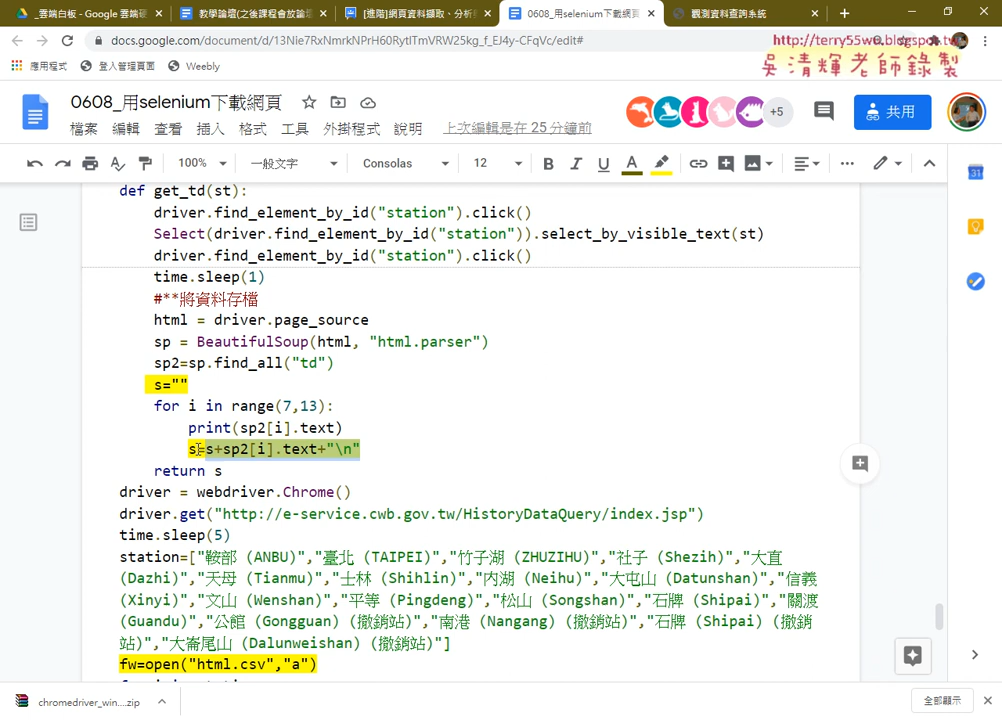 _雲端白板 - Google 雲端硬
教學論壇(之後課程會放論壇
[進階]網頁資料擷取、分析
0608_用selenium下載網頁
觀測資料查詢系統
docs.google.com/document/d/13Nie7RxNmrkNPrH60RytlTmVRW25kg_f_EJ4y-CFqVc/edit#
http://terry55wu.blogspot.tw
吳清輝老師錄製
應用程式
登入管理頁面
Weebly
0608_用selenium下載網頁
檔案 編輯 查看 插入 格式 工具 外掛程式 說明 上次編輯是在 25 分鐘前
+5
共用
100% 一般文字 Consolas 12 B I U A
31
def get_td(st):
driver.find_element_by_id("station").click()
Select(driver.find_element_by_id("station")).select_by_visible_text(st)
driver.find_element_by_id("station").click()
time.sleep(1)
#**將資料存檔
html = driver.page_source
sp = BeautifulSoup(html, "html.parser")
sp2=sp.find_all("td")
s=""
for i in range(7,13):
print(sp2[i].text)
s=s+sp2[i].text+"\n"
return s
driver = webdriver.Chrome()
driver.get("http://e-service.cwb.gov.tw/HistoryDataQuery/index.jsp")
time.sleep(5)
station=["鞍部 (ANBU)","臺北 (TAIPEI)","竹子湖 (ZHUZIHU)","社子 (Shezih)","大直
(Dazhi)","天母 (Tianmu)","士林 (Shihlin)","內湖 (Neihu)","大屯山 (Datunshan)","信義
(Xinyi)","文山 (Wenshan)","平等 (Pingdeng)","松山 (Songshan)","石牌 (Shipai)","關渡
(Guandu)","公館 (Gongguan) (撤銷站)","南港 (Nangang) (撤銷站)","石牌 (Shipai) (撤銷
站)","大崙尾山 (Dalunweishan) (撤銷站)"]
fw=open("html.csv","a")
chromedriver_win....zip
全部顯示